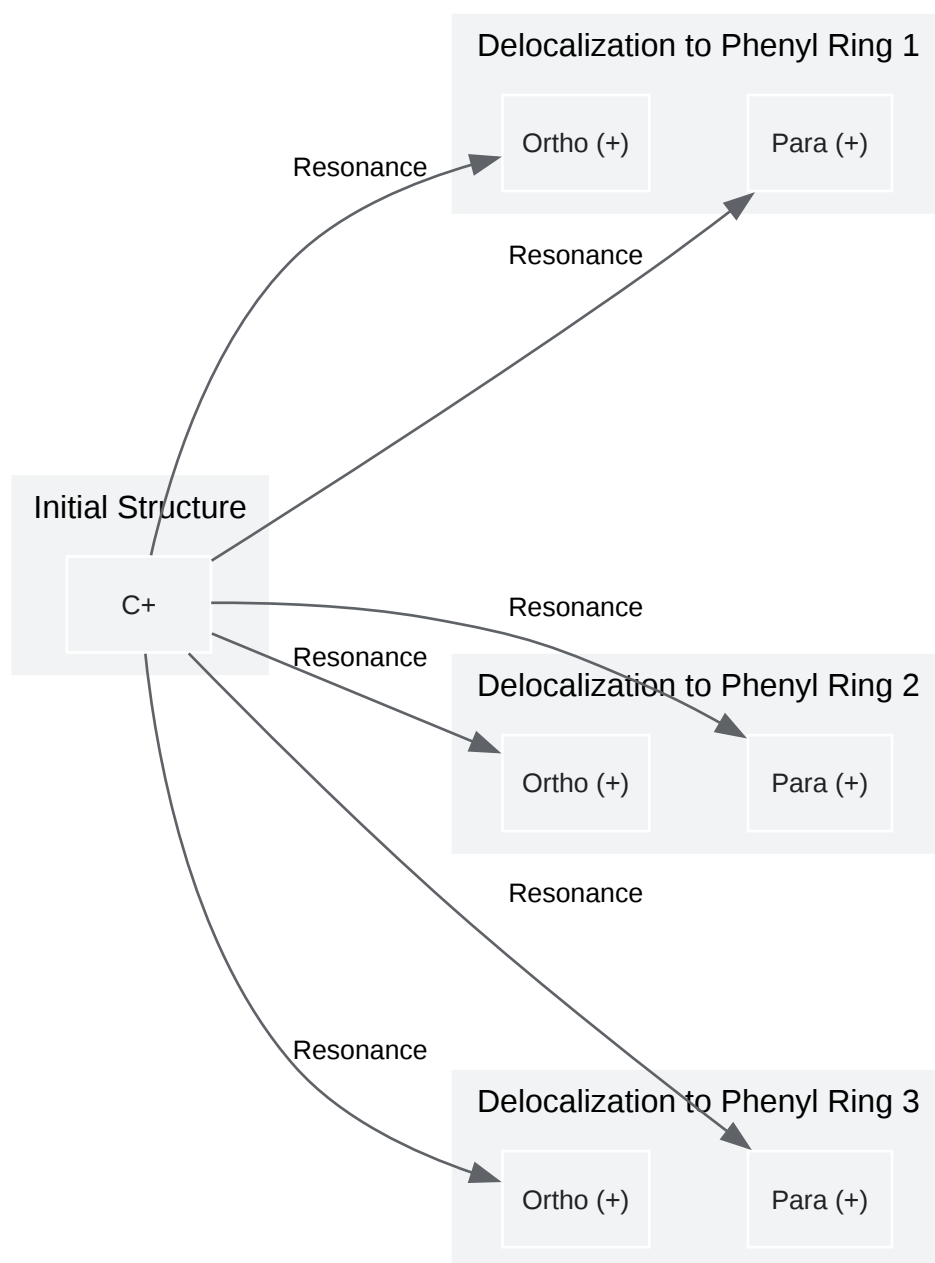 Delocalization to Phenyl Ring 1
Ortho (+)
Para (+)
Resonance
Resonance
Initial Structure
C+
Resonance
Resonance
Delocalization to Phenyl Ring 2
Ortho (+)
Para (+)
Resonance
Resonance
Delocalization to Phenyl Ring 3
Ortho (+)
Para (+)